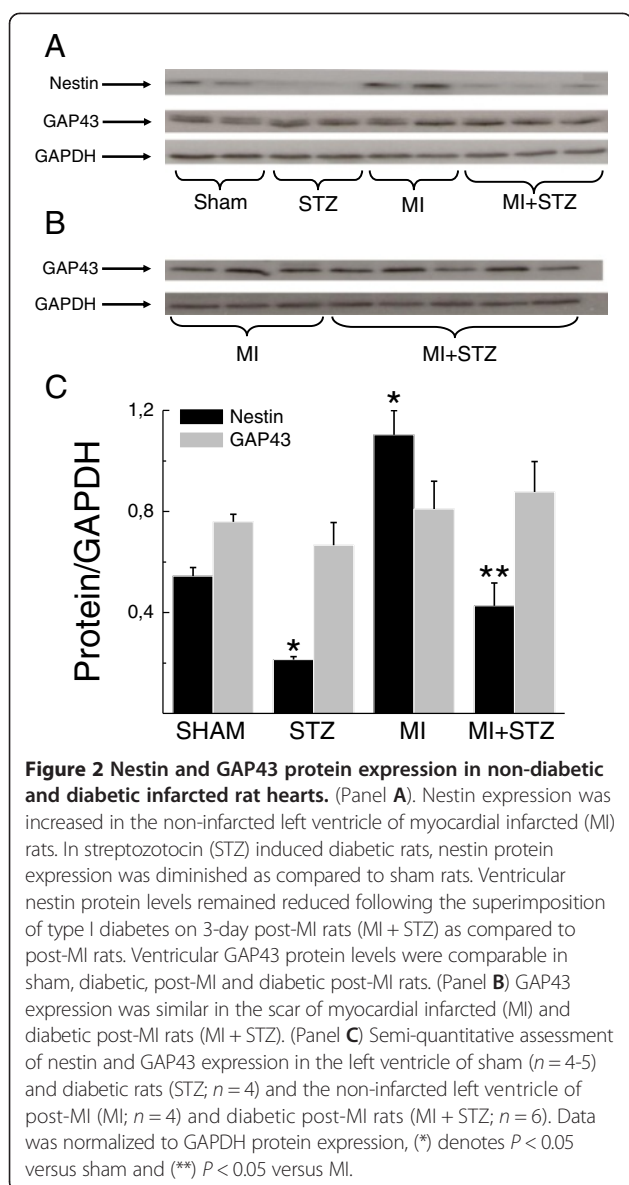 A
Nestin
GAP43
GAPDH
Sham STZ MI MI+STZ
B
GAP43
GAPDH
MI MI+STZ
C
Protein/GAPDH
1,2
0,8
0,4
Nestin
GAP43
*
*
**
SHAM STZ MI MI+STZ
Figure 2 Nestin and GAP43 protein expression in non-diabetic
and diabetic infarcted rat hearts. (Panel A). Nestin expression was
increased in the non-infarcted left ventricle of myocardial infarcted (MI)
rats. In streptozotocin (STZ) induced diabetic rats, nestin protein
expression was diminished as compared to sham rats. Ventricular
nestin protein levels remained reduced following the superimposition
of type I diabetes on 3-day post-MI rats (MI + STZ) as compared to
post-MI rats. Ventricular GAP43 protein levels were comparable in
sham, diabetic, post-MI and diabetic post-MI rats. (Panel B) GAP43
expression was similar in the scar of myocardial infarcted (MI) and
diabetic post-MI rats (MI + STZ). (Panel C) Semi-quantitative assessment
of nestin and GAP43 expression in the left ventricle of sham (n = 4-5)
and diabetic rats (STZ; n = 4) and the non-infarcted left ventricle of
post-MI (MI; n = 4) and diabetic post-MI rats (MI + STZ; n = 6). Data
was normalized to GAPDH protein expression, (*) denotes P < 0.05
versus sham and (**) P < 0.05 versus MI.